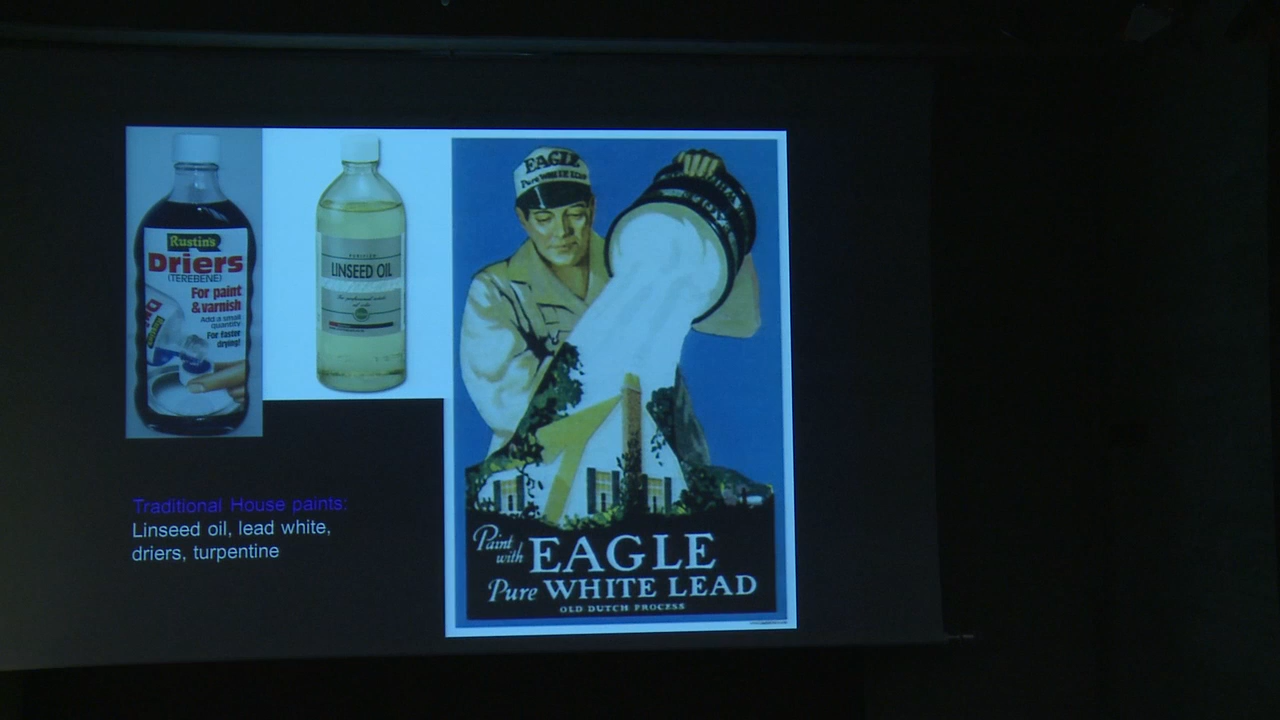 Rustin's
Driers
(TEREBENE)
For paint
& varnish
Add a small
quantity
For faster
drying!
PURIFIED
LINSEED OIL
EAGLE
Pure WHITE LEAD
Traditional House paints:
Linseed oil, lead white,
driers, turpentine
Paint
with EAGLE
Pure WHITE LEAD
OLD DUTCH PROCESS